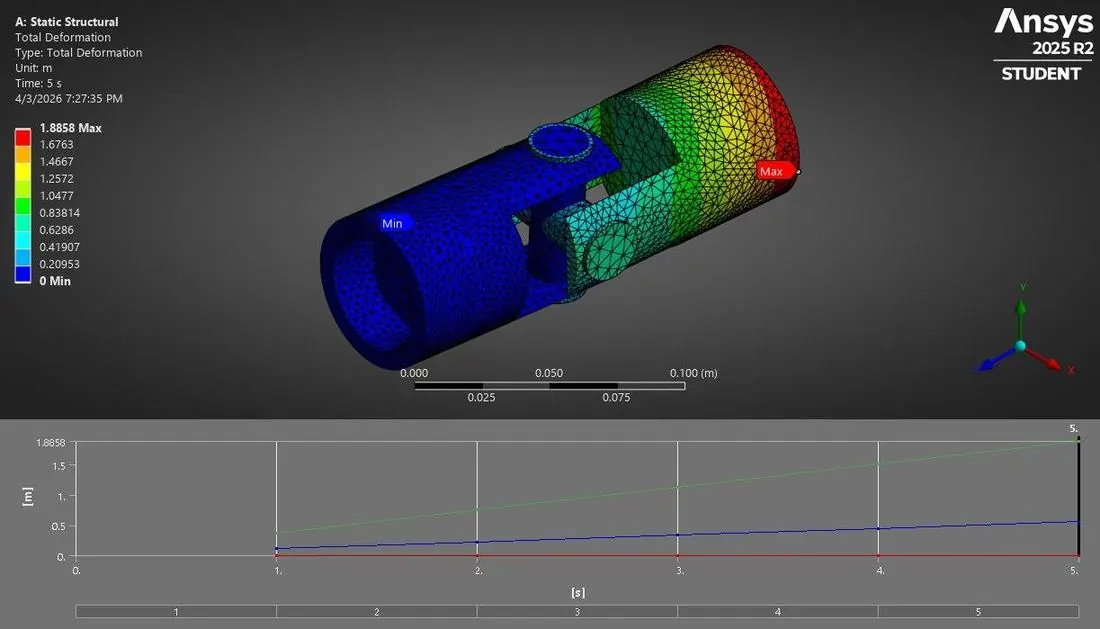 A: Static Structural
Total Deformation
Type: Total Deformation
Unit: m
Time: 5 s
4/3/2026 7:27:35 PM
1.8858 Max
1.6763
1.4667
1.2572
1.0477
0.83814
0.6286
0.41907
0.20953
0 Min
Ansys
2025 R2
STUDENT
Min
Max
0.000 0.050 0.100 (m)
0.025 0.075
Y
X
5.
1.8858
1.5
1.
0.5
0.
[m]
0. 1. 2. 3. 4. 5.
[s]
1 2 3 4 5